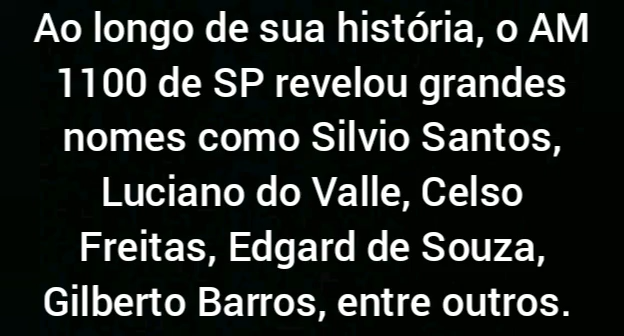 Ao longo de sua história, o AM
1100 de SP revelou grandes
nomes como Silvio Santos,
Luciano do Valle, Celso
Freitas, Edgard de Souza,
Gilberto Barros, entre outros.